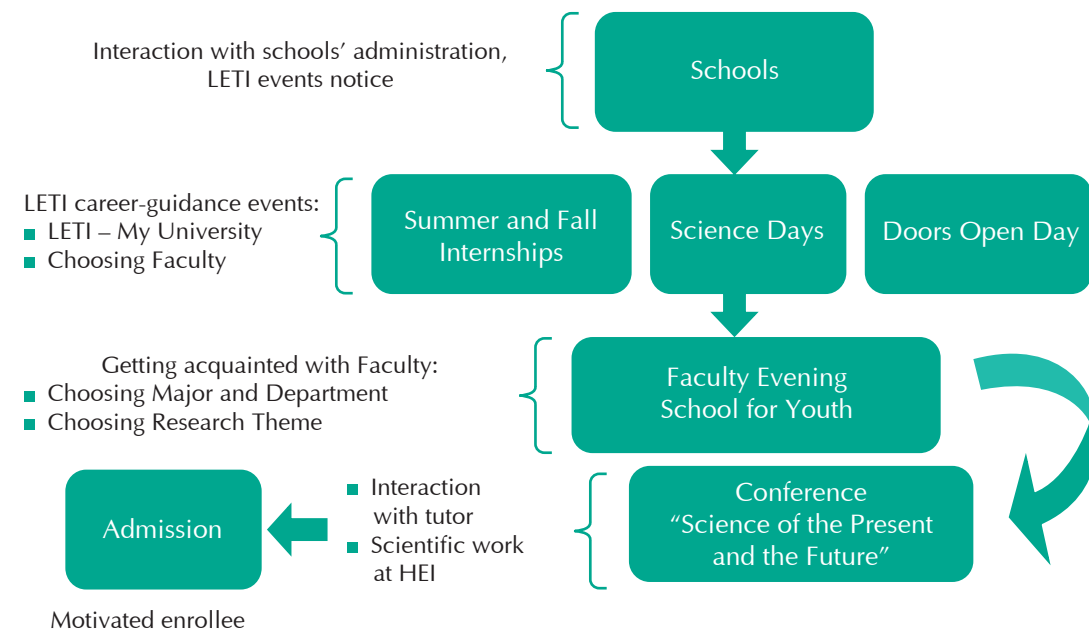 Interaction with schools’ administration,
LETI events notice
Schools
LETI career-guidance events:
■ LETI – My University
■ Choosing Faculty
Summer and Fall
Internships
Science Days
Doors Open Day
Getting acquainted with Faculty:
■ Choosing Major and Department
■ Choosing Research Theme
Faculty Evening
School for Youth
Admission
Motivated enrollee
■ Interaction
with tutor
■ Scientific work
at HEI
Conference
“Science of the Present
and the Future”